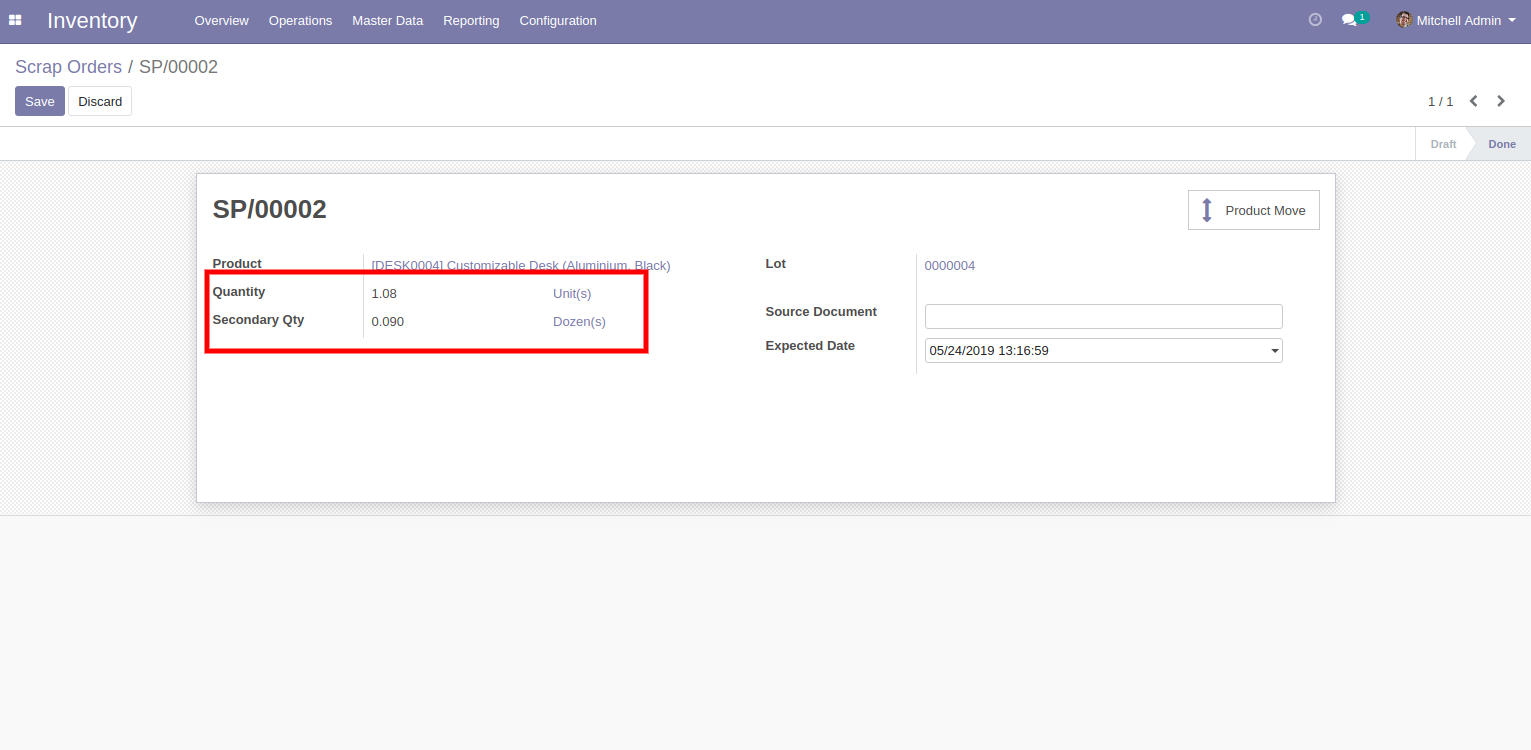 Inventory Overview Operations Master Data Reporting Configuration 1 Mitchell Admin
Scrap Orders / SP/00002
Save Discard 1 / 1
Draft Done
SP/00002
Product Move
Product [DESK0004] Customizable Desk (Aluminium, Black) Lot 0000004
Quantity 1.08 Unit(s)
Source Document
Secondary Qty 0.090 Dozen(s)
Expected Date 05/24/2019 13:16:59